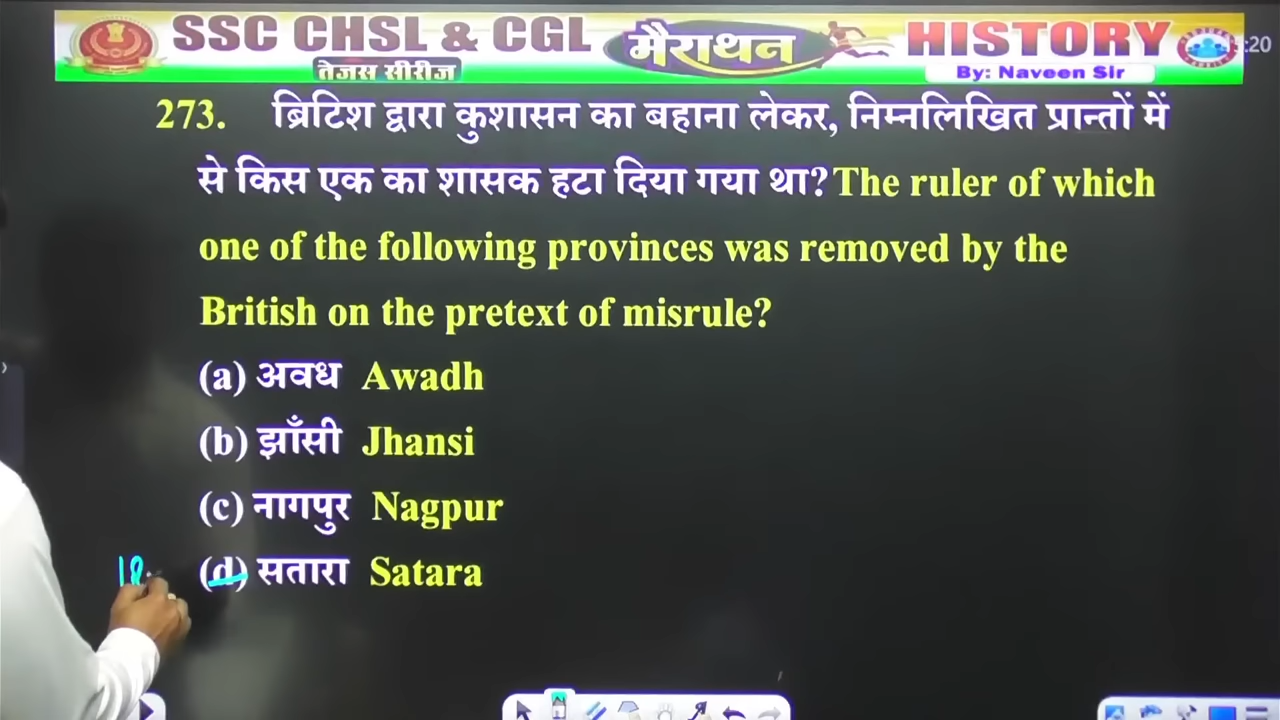 SSC CHSL & CGL मैराथन HISTORY
:20
तेजस सीरीज By: Naveen Sir
273. ब्रिटिश द्वारा कुशासन का बहाना लेकर, निम्नलिखित प्रान्तों में
से किस एक का शासक हटा दिया गया था? The ruler of which
one of the following provinces was removed by the
British on the pretext of misrule?
(a) अवध Awadh
(b) झाँसी Jhansi
(c) नागपुर Nagpur
18 (d) सतारा Satara